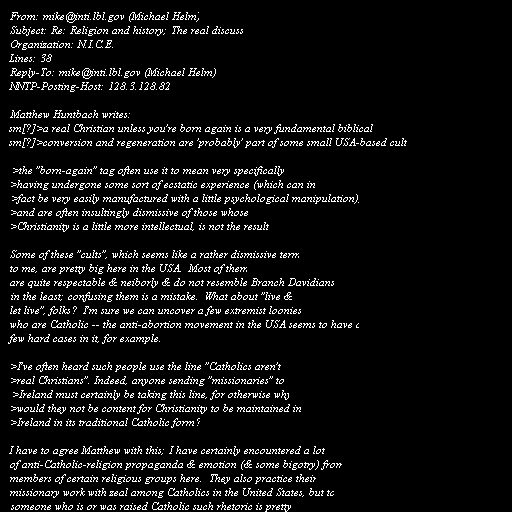 From: mike@inti.lbl.gov (Michael Helm)
Subject: Re: Religion and history; The real discuss
Organization: N.I.C.E.
Lines: 38
Reply-To: mike@inti.lbl.gov (Michael Helm)
NNTP-Posting-Host: 128.3.128.82

Matthew Huntbach writes:
sm[?]>a real Christian unless you're born again is a very fundamental biblical
sm[?]>conversion and regeneration are 'probably' part of some small USA-based cult

>the "born-again" tag often use it to mean very specifically
>having undergone some sort of ecstatic experience (which can in
>fact be very easily manufactured with a little psychological manipulation),
>and are often insultingly dismissive of those whose
>Christianity is a little more intellectual, is not the result

Some of these "cults", which seems like a rather dismissive term
to me, are pretty big here in the USA. Most of them
are quite respectable & neiborly & do not resemble Branch Davidians
in the least; confusing them is a mistake. What about "live &
let live", folks? I'm sure we can uncover a few extremist loonies
who are Catholic -- the anti-abortion movement in the USA seems to have
few hard cases in it, for example.

>I've often heard such people use the line "Catholics aren't
>real Christians". Indeed, anyone sending "missionaries" to
>Ireland must certainly be taking this line, for otherwise why
>would they not be content for Christianity to be maintained in
>Ireland in its traditional Catholic form?

I have to agree Matthew with this; I have certainly encountered a lot
of anti-Catholic-religion propaganda & emotion (& some bigotry) from
members of certain religious groups here. They also practice their
missionary work with zeal among Catholics in the United States, but to
someone who is or was raised Catholic such rhetoric is pretty